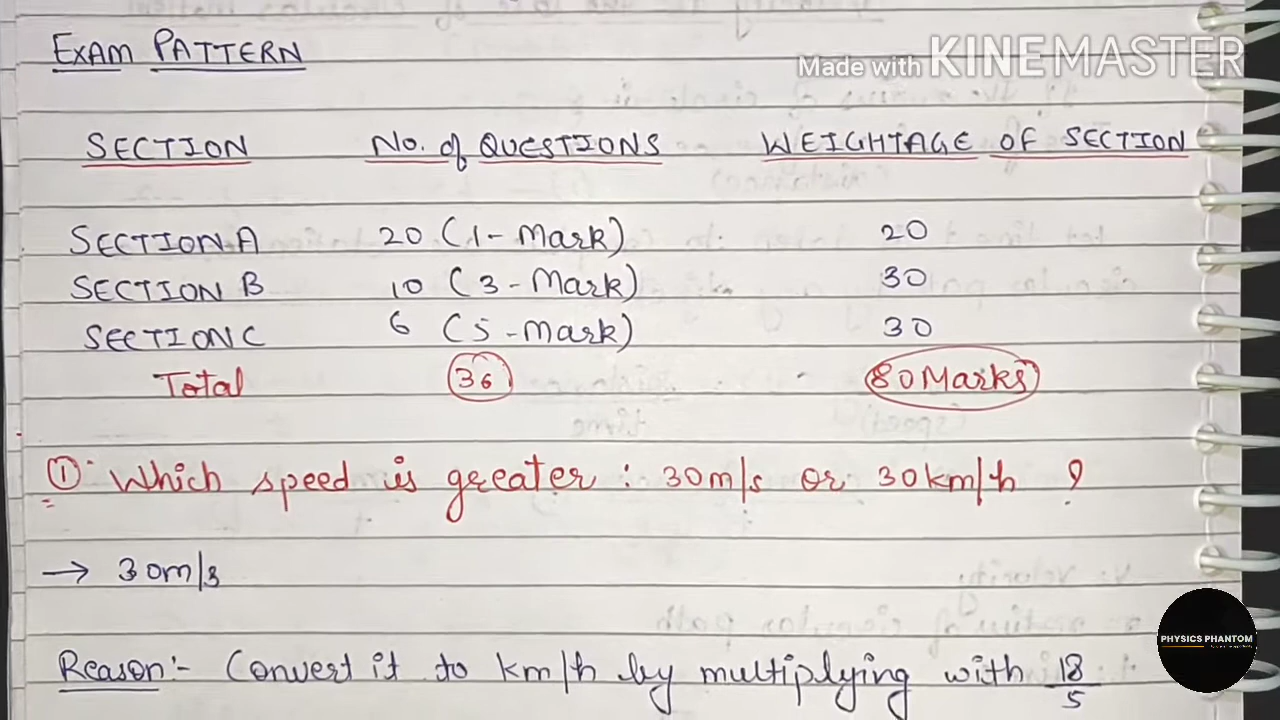 EXAM PATTERN
Made with KINEMASTER
SECTION No. of QUESTIONS WEIGHTAGE OF SECTION
SECTION A 20 (1-Mark) 20
SECTION B 10 (3-Mark) 30
SECTION C 6 (5-Mark) 30
Total 36 80 Marks
① Which speed is greater: 30m/s or 30km/h ?
→ 30m/s
PHYSICS PHANTOM
Reason:- Convert it to km/h by multiplying with 18/5